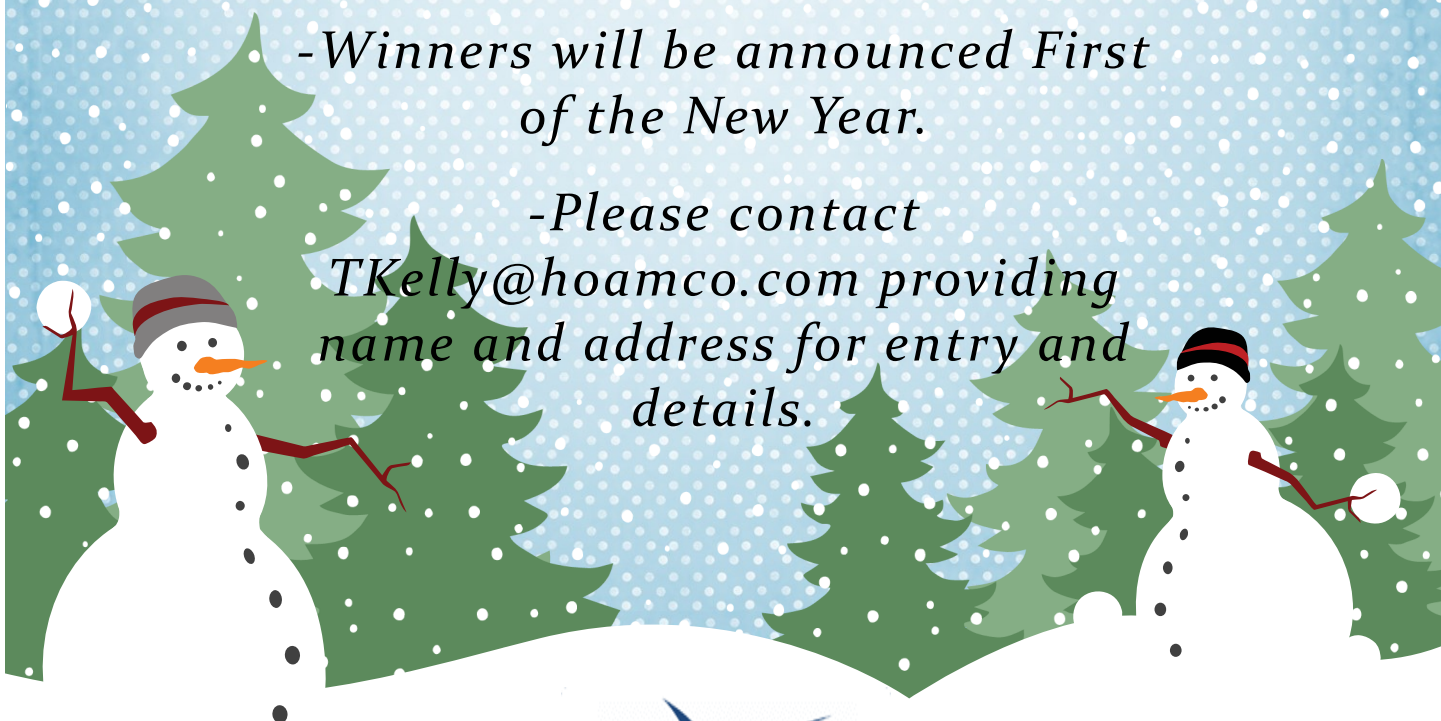 -Winners will be announced First
of the New Year.
-Please contact
TKelly@hoamco.com providing
name and address for entry and
details.